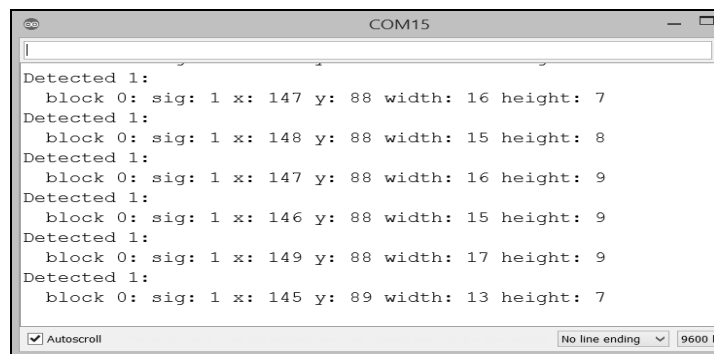 COM15
Detected 1:
  block 0: sig: 1 x: 147 y: 88 width: 16 height: 7
Detected 1:
  block 0: sig: 1 x: 148 y: 88 width: 15 height: 8
Detected 1:
  block 0: sig: 1 x: 147 y: 88 width: 16 height: 9
Detected 1:
  block 0: sig: 1 x: 146 y: 88 width: 15 height: 9
Detected 1:
  block 0: sig: 1 x: 149 y: 88 width: 17 height: 9
Detected 1:
  block 0: sig: 1 x: 145 y: 89 width: 13 height: 7
Autoscroll No line ending 9600